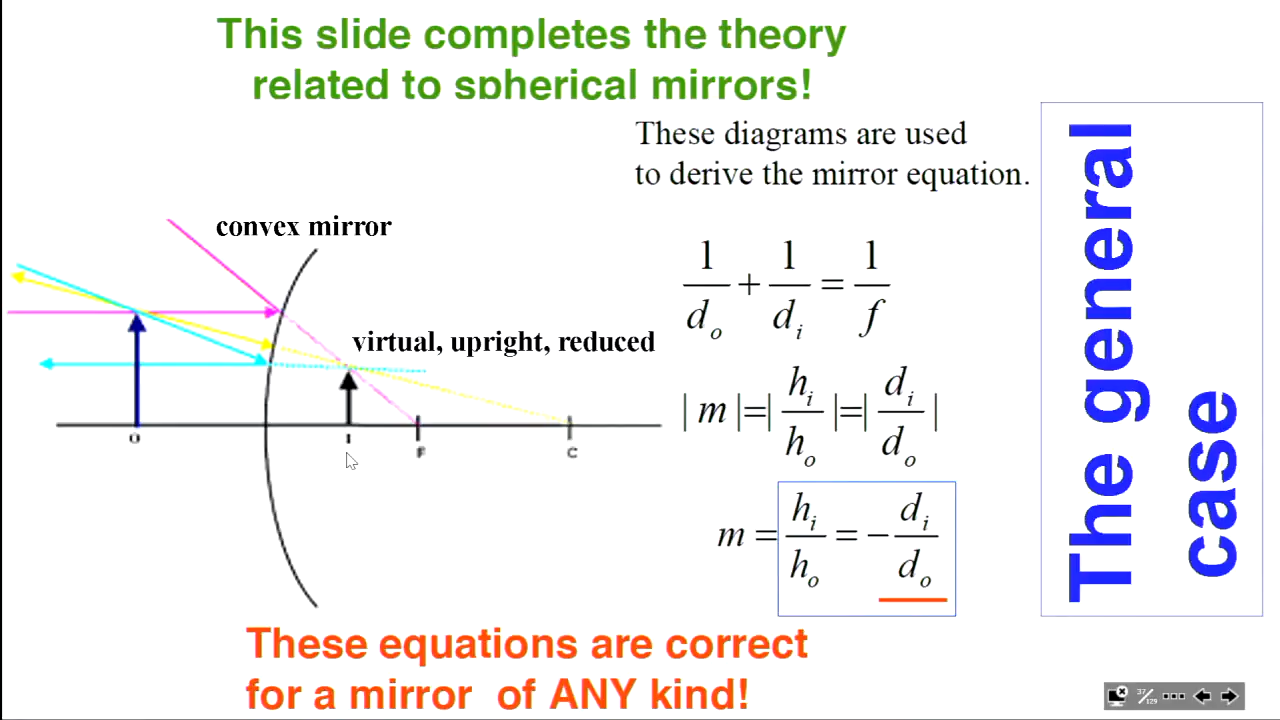 This slide completes the theory
related to spherical mirrors!
These diagrams are used
to derive the mirror equation.
convex mirror
virtual, upright, reduced
O I F C
1/d_o + 1/d_i = 1/f
|m|=|h_i/h_o|=|d_i/d_o|
m = h_i/h_o = -d_i/d_o
The general
case
These equations are correct
for a mirror of ANY kind!
37/129